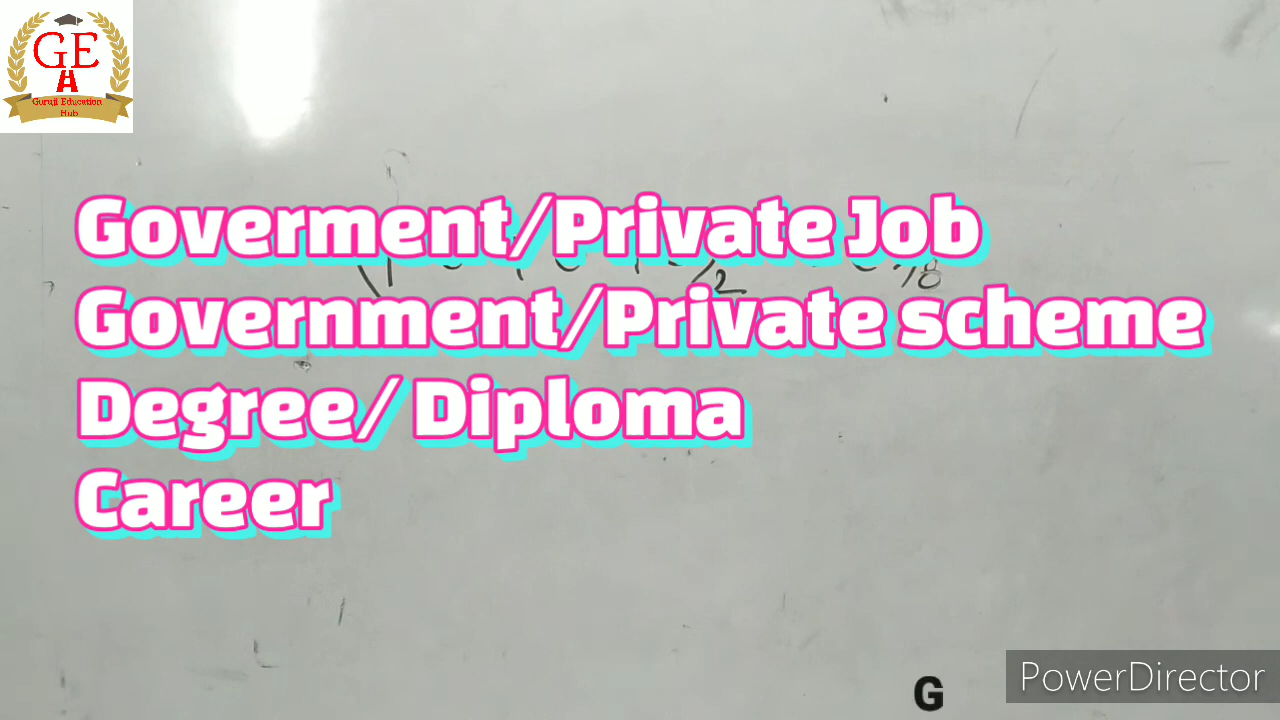 GE
H
Guruji Education
Hub
Goverment/Private Job
Government/Private scheme
Degree/ Diploma
Career
G
PowerDirector